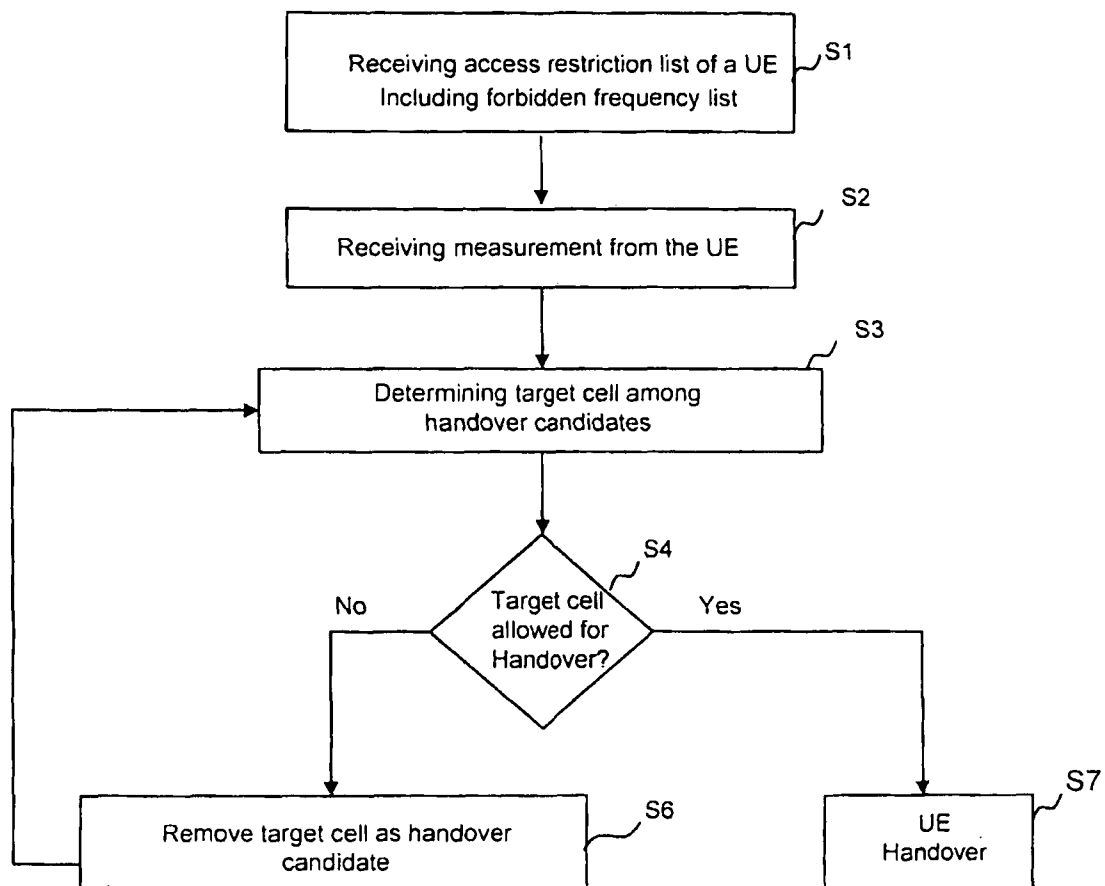 Receiving access restriction list of a UE
Including forbidden frequency list
S1
Receiving measurement from the UE
S2
Determining target cell among
handover candidates
S3
Target cell
allowed for
Handover?
S4
No
Yes
Remove target cell as handover
candidate
S6
UE
Handover
S7